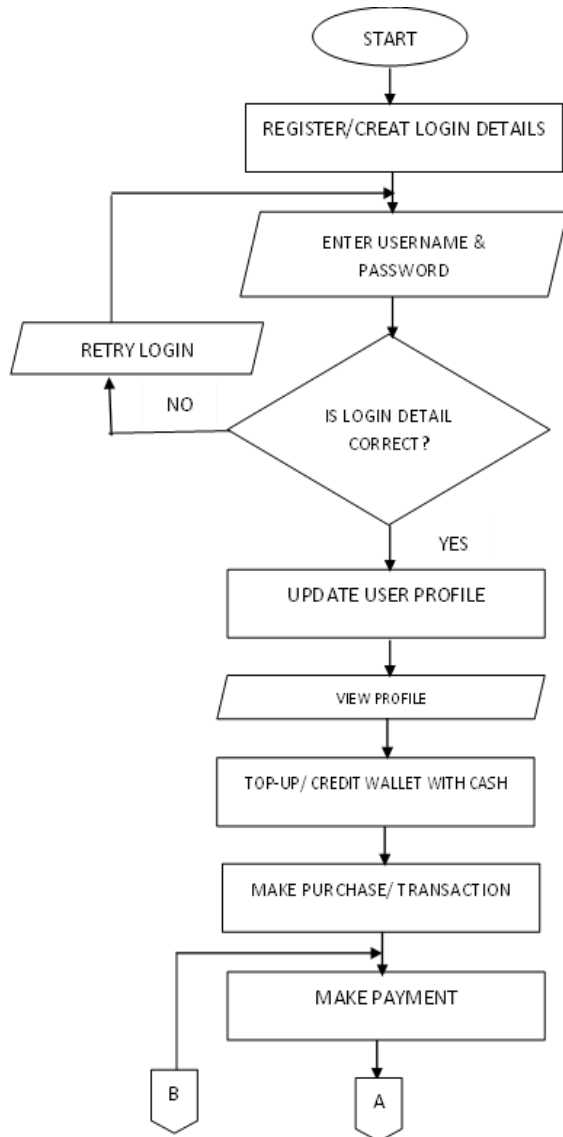 START
REGISTER/CREAT LOGIN DETAILS
ENTER USERNAME &
PASSWORD
RETRY LOGIN
NO
IS LOGIN DETAIL
CORRECT?
YES
UPDATE USER PROFILE
VIEW PROFILE
TOP-UP/ CREDIT WALLET WITH CASH
MAKE PURCHASE/ TRANSACTION
MAKE PAYMENT
B
A